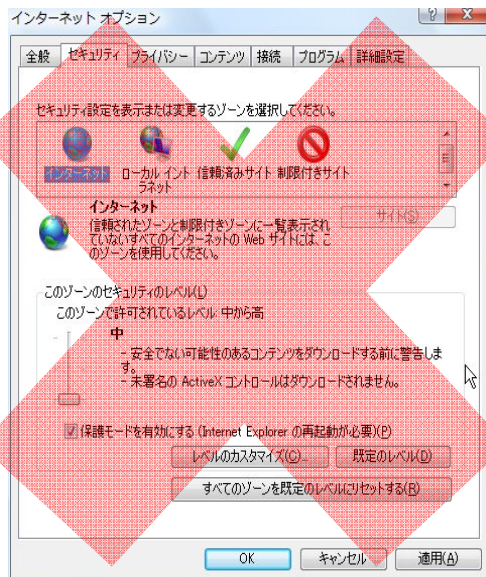 インターネット オプション
全般 セキュリティ プライバシー コンテンツ 接続 プログラム 詳細設定
セキュリティ設定を表示または変更するゾーンを選択してください。
インターネット ローカル イントラネット 信頼済みサイト 制限付きサイト
インターネット
サイト(S)
信頼されたゾーンと制限付きゾーンに一覧表示され
ていないすべてのインターネットの Web サイトには、こ
のゾーンを使用してください。
このゾーンのセキュリティのレベル(L)
このゾーンで許可されているレベル: 中から高
中
- 安全でない可能性のあるコンテンツをダウンロードする前に警告しま
す。
- 未署名の ActiveX コントロールはダウンロードされません。
保護モードを有効にする (Internet Explorer の再起動が必要)(P)
レベルのカスタマイズ(C)... 既定のレベル(D)
すべてのゾーンを既定のレベルにリセットする(R)
OK キャンセル 適用(A)